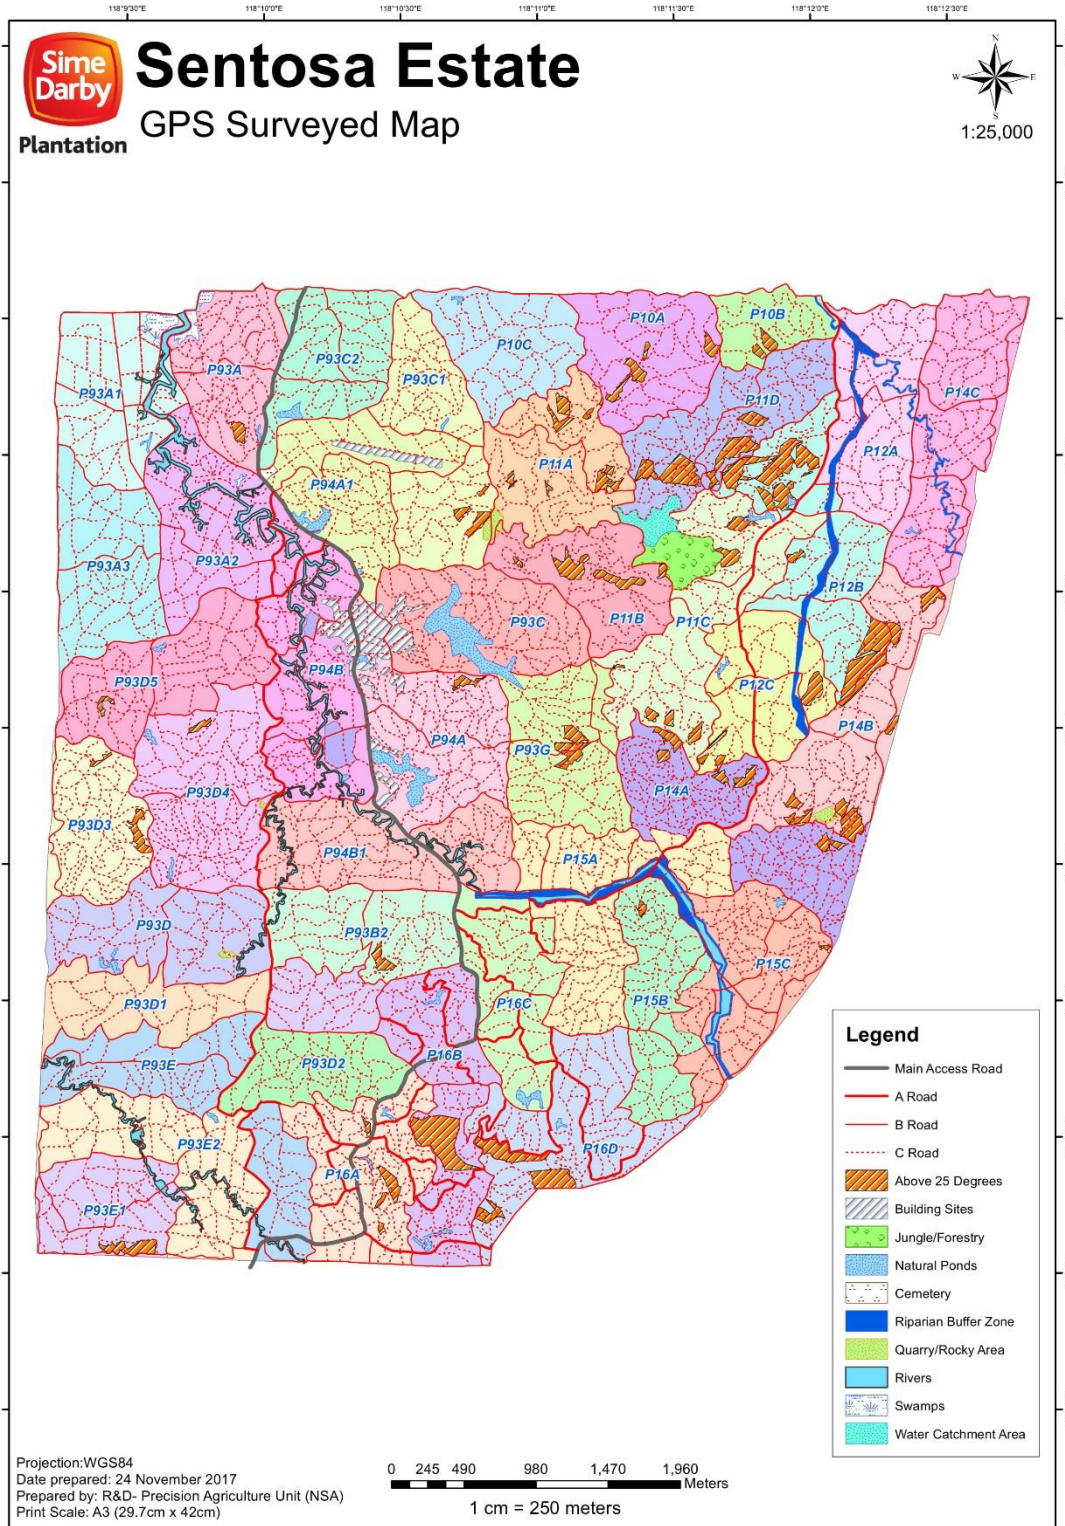 118°9'30"E 118°10'0"E 118°10'30"E 118°11'0"E 118°11'30"E 118°12'0"E 118°12'30"E
Sime
Darby
Plantation
Sentosa Estate
GPS Surveyed Map
N
W E
S
1:25,000
P10A
P10B
P10C
P93C2
P93A
P93C1
P93A1
P11D
P14C
P12A
P11A
P94A1
P93A2
P93A3
P12B
P93C
P11B
P11C
P94B
P93D5
P12C
P94A
P93G
P14B
P93D4
P14A
P93D3
P94B1
P15A
P93D
P93B2
P15C
P93D1
P16C
P15B
P93E
P93D2
P16B
P93E2
P16D
P16A
P93E1
Legend
Main Access Road
A Road
B Road
C Road
Above 25 Degrees
Building Sites
Jungle/Forestry
Natural Ponds
Cemetery
Riparian Buffer Zone
Quarry/Rocky Area
Rivers
Swamps
Water Catchment Area
Projection:WGS84
Date prepared: 24 November 2017
Prepared by: R&D- Precision Agriculture Unit (NSA)
Print Scale: A3 (29.7cm x 42cm)
0 245 490 980 1,470 1,960
Meters
1 cm = 250 meters